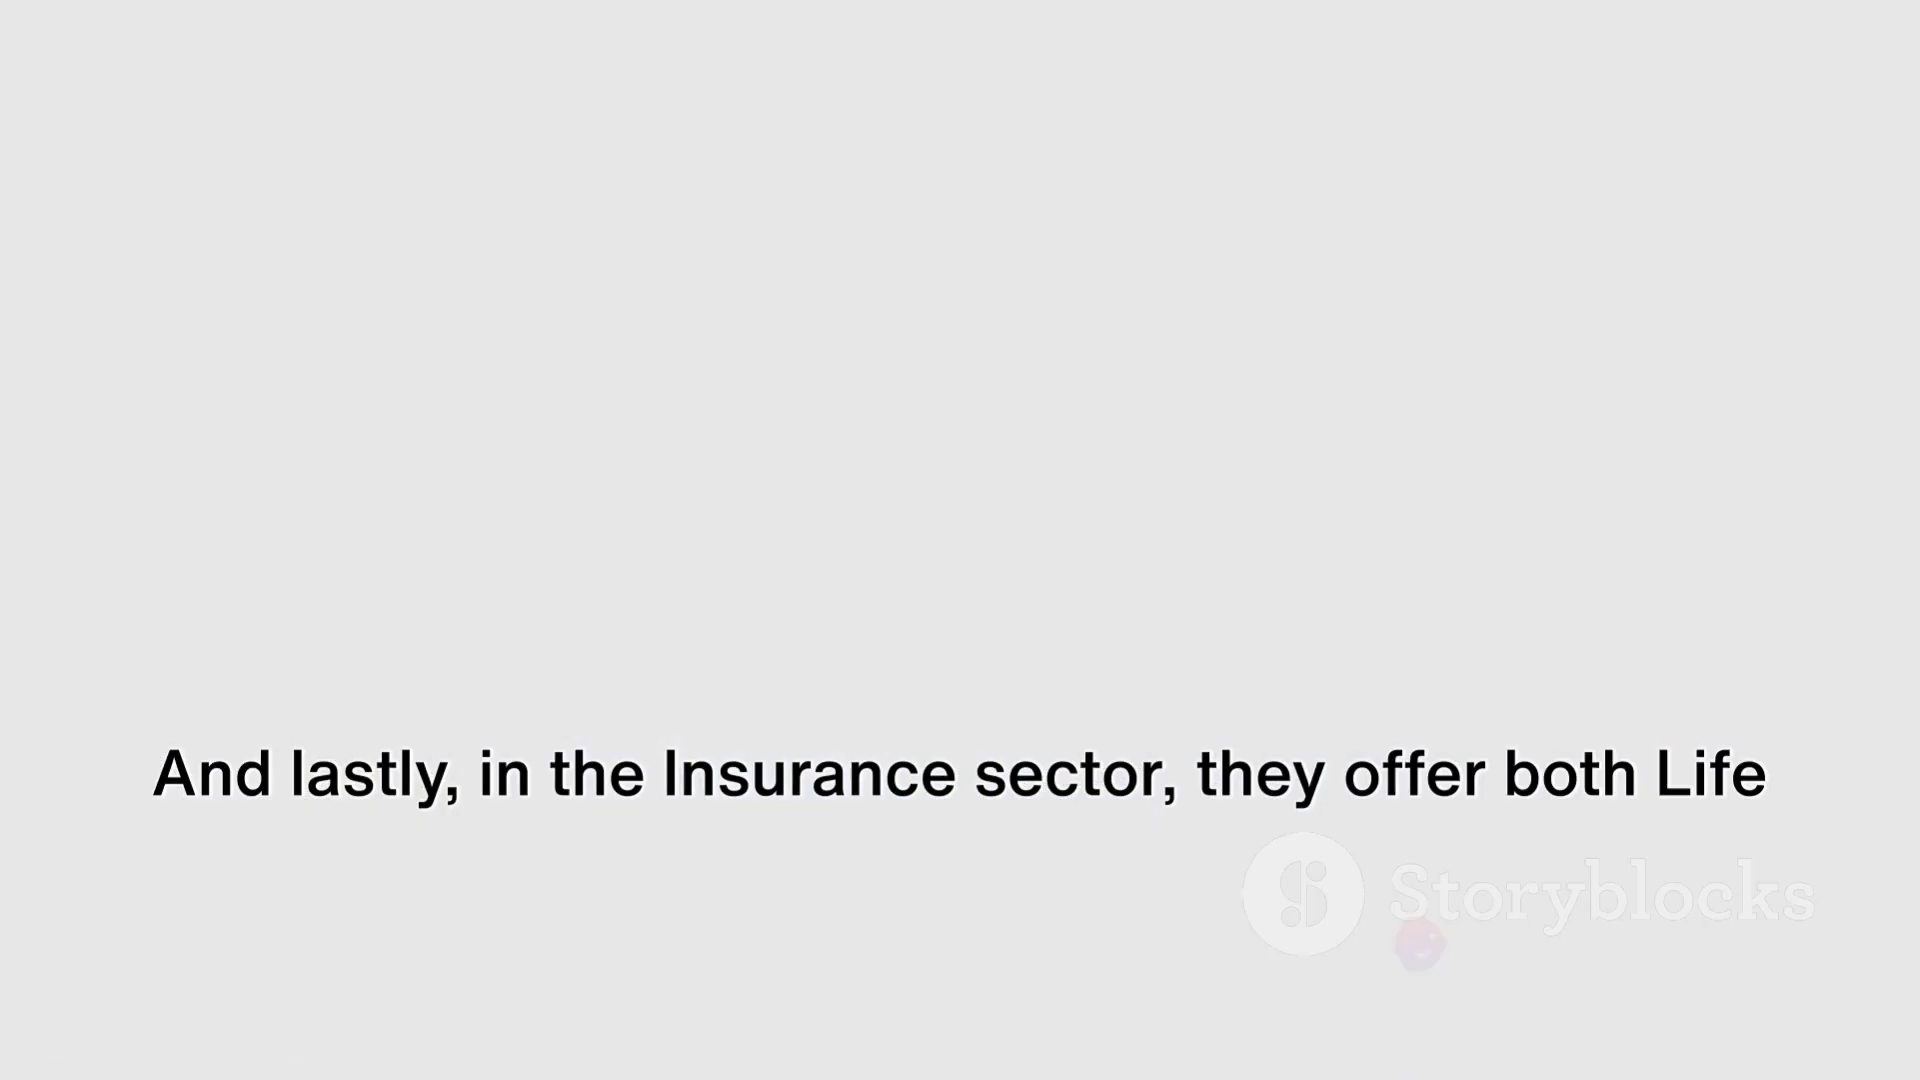 And lastly, in the Insurance sector, they offer both Life
Storyblocks